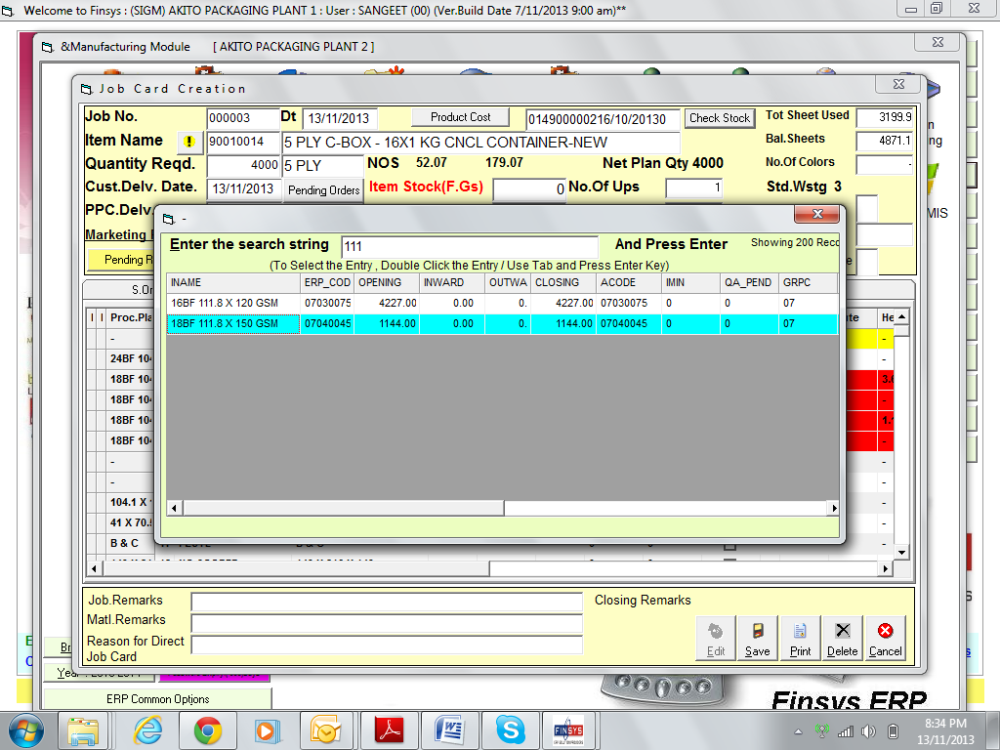 Welcome to Finsys : (SIGM) AKITO PACKAGING PLANT 1 : User : SANGEET (00) (Ver.Build Date 7/11/2013 9:00 am)**
&Manufacturing Module [ AKITO PACKAGING PLANT 2 ]
Job Card Creation
Job No. 000003 Dt 13/11/2013 Product Cost 014900000216/10/20130 Check Stock Tot Sheet Used 3199.9
Item Name 90010014 5 PLY C-BOX - 16X1 KG CNCL CONTAINER-NEW Bal.Sheets 4871.1
Quantity Reqd. 4000 5 PLY NOS 52.07 179.07 Net Plan Qty 4000 No.Of Colors -
Cust.Delv. Date. 13/11/2013 Pending Orders Item Stock(F.Gs) 0 No.Of Ups 1 Std.Wstg 3
PPC.Delv.
MIS
Marketing
Pending R
-
Enter the search string 111 And Press Enter Showing 200 Reco
(To Select the Entry , Double Click the Entry / Use Tab and Press Enter Key)
INAME ERP_COD OPENING INWARD OUTWA CLOSING ACODE IMIN QA_PEND GRPC
16BF 111.8 X 120 GSM 07030075 4227.00 0.00 0. 4227.00 07030075 0 0 07
18BF 111.8 X 150 GSM 07040045 1144.00 0.00 0. 1144.00 07040045 0 0 07
S.Or
Proc.Pla
He
-
24BF 104
18BF 104
18BF 104
18BF 104
18BF 104
-
-
104.1 X
41 X 70.5
B & C
Job.Remarks Closing Remarks
Matl.Remarks
Reason for Direct
Job Card
Edit Save Print Delete Cancel
ERP Common Options
Finsys ERP
FINSYS
8:34 PM
13/11/2013